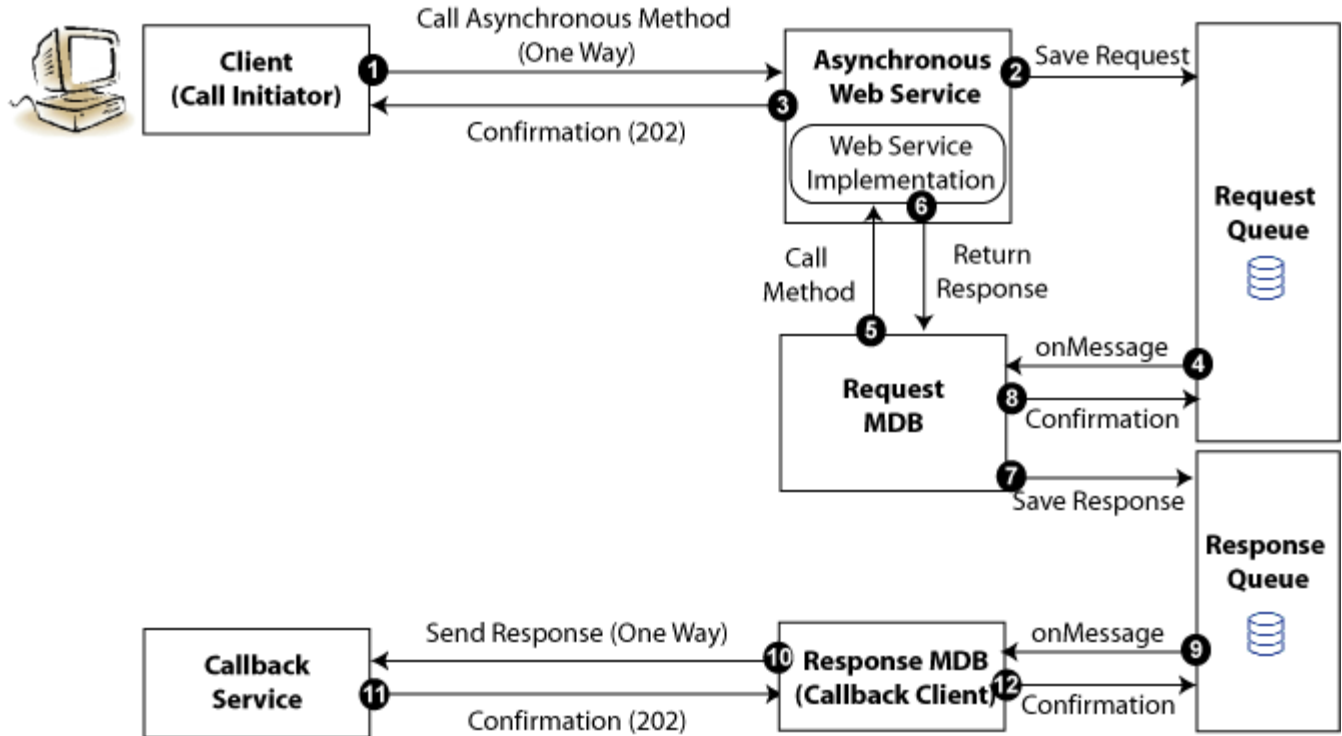 Call Asynchronous Method
(One Way)
Client
(Call Initiator)
1
3
Confirmation (202)
Asynchronous
Web Service
2
Save Request
Web Service
Implementation
6
Request
Queue
Call
Method
Return
Response
5
Request
MDB
onMessage
4
8
Confirmation
7
Save Response
Response
Queue
Callback
Service
Send Response (One Way)
10
11
Confirmation (202)
Response MDB
(Callback Client)
onMessage
9
12
Confirmation